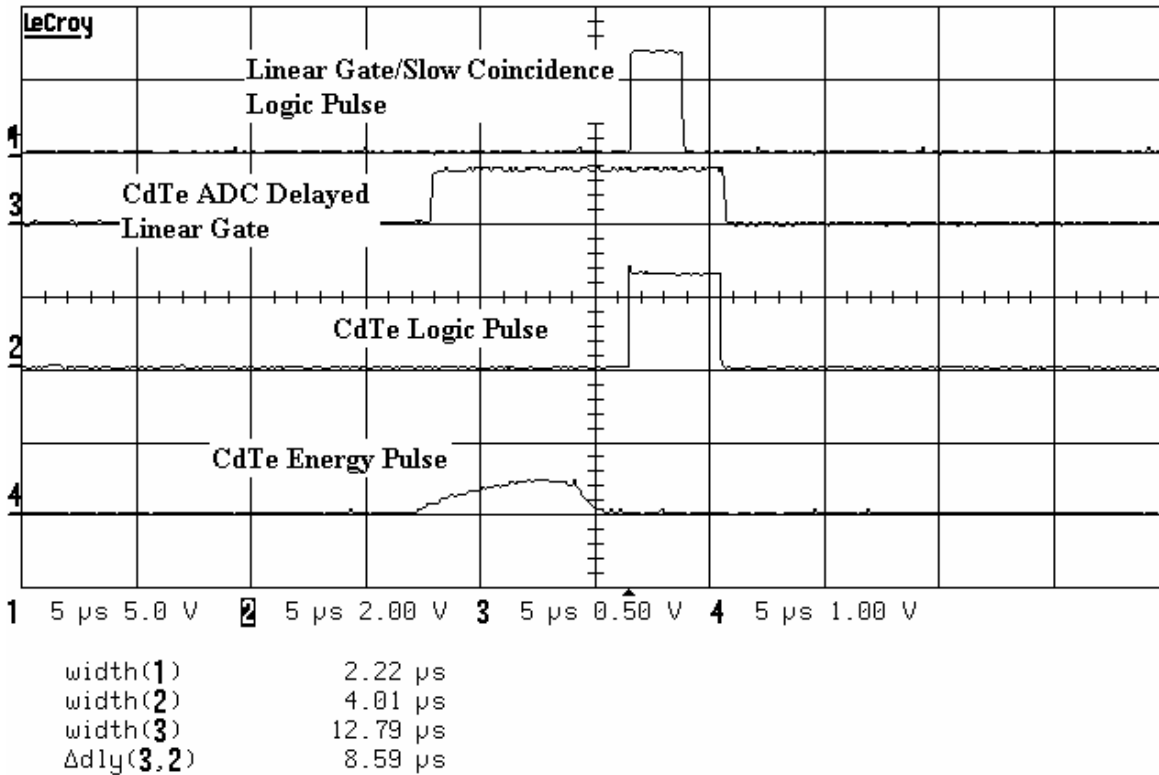 LeCroy
Linear Gate/Slow Coincidence
Logic Pulse
1
CdTe ADC Delayed
Linear Gate
3
CdTe Logic Pulse
2
CdTe Energy Pulse
4
1 5 µs 5.0 V 2 5 µs 2.00 V 3 5 µs 0.50 V 4 5 µs 1.00 V
width(1) 2.22 µs
width(2) 4.01 µs
width(3) 12.79 µs
Δdly(3,2) 8.59 µs